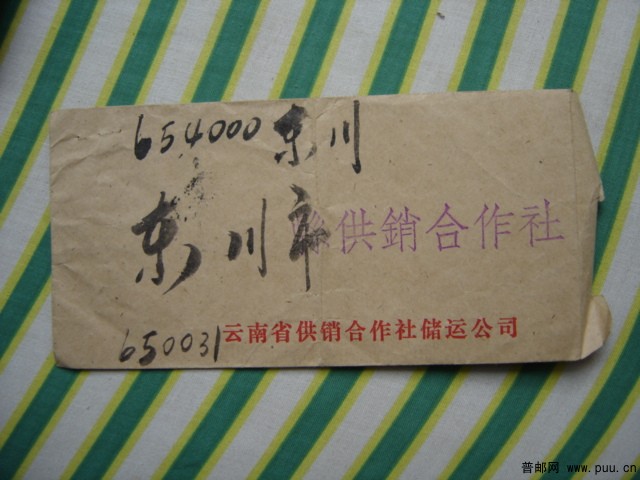 654000 东川
东川市 供銷合作社
650031 云南省供销合作社储运公司
普邮网 www.puu.cn